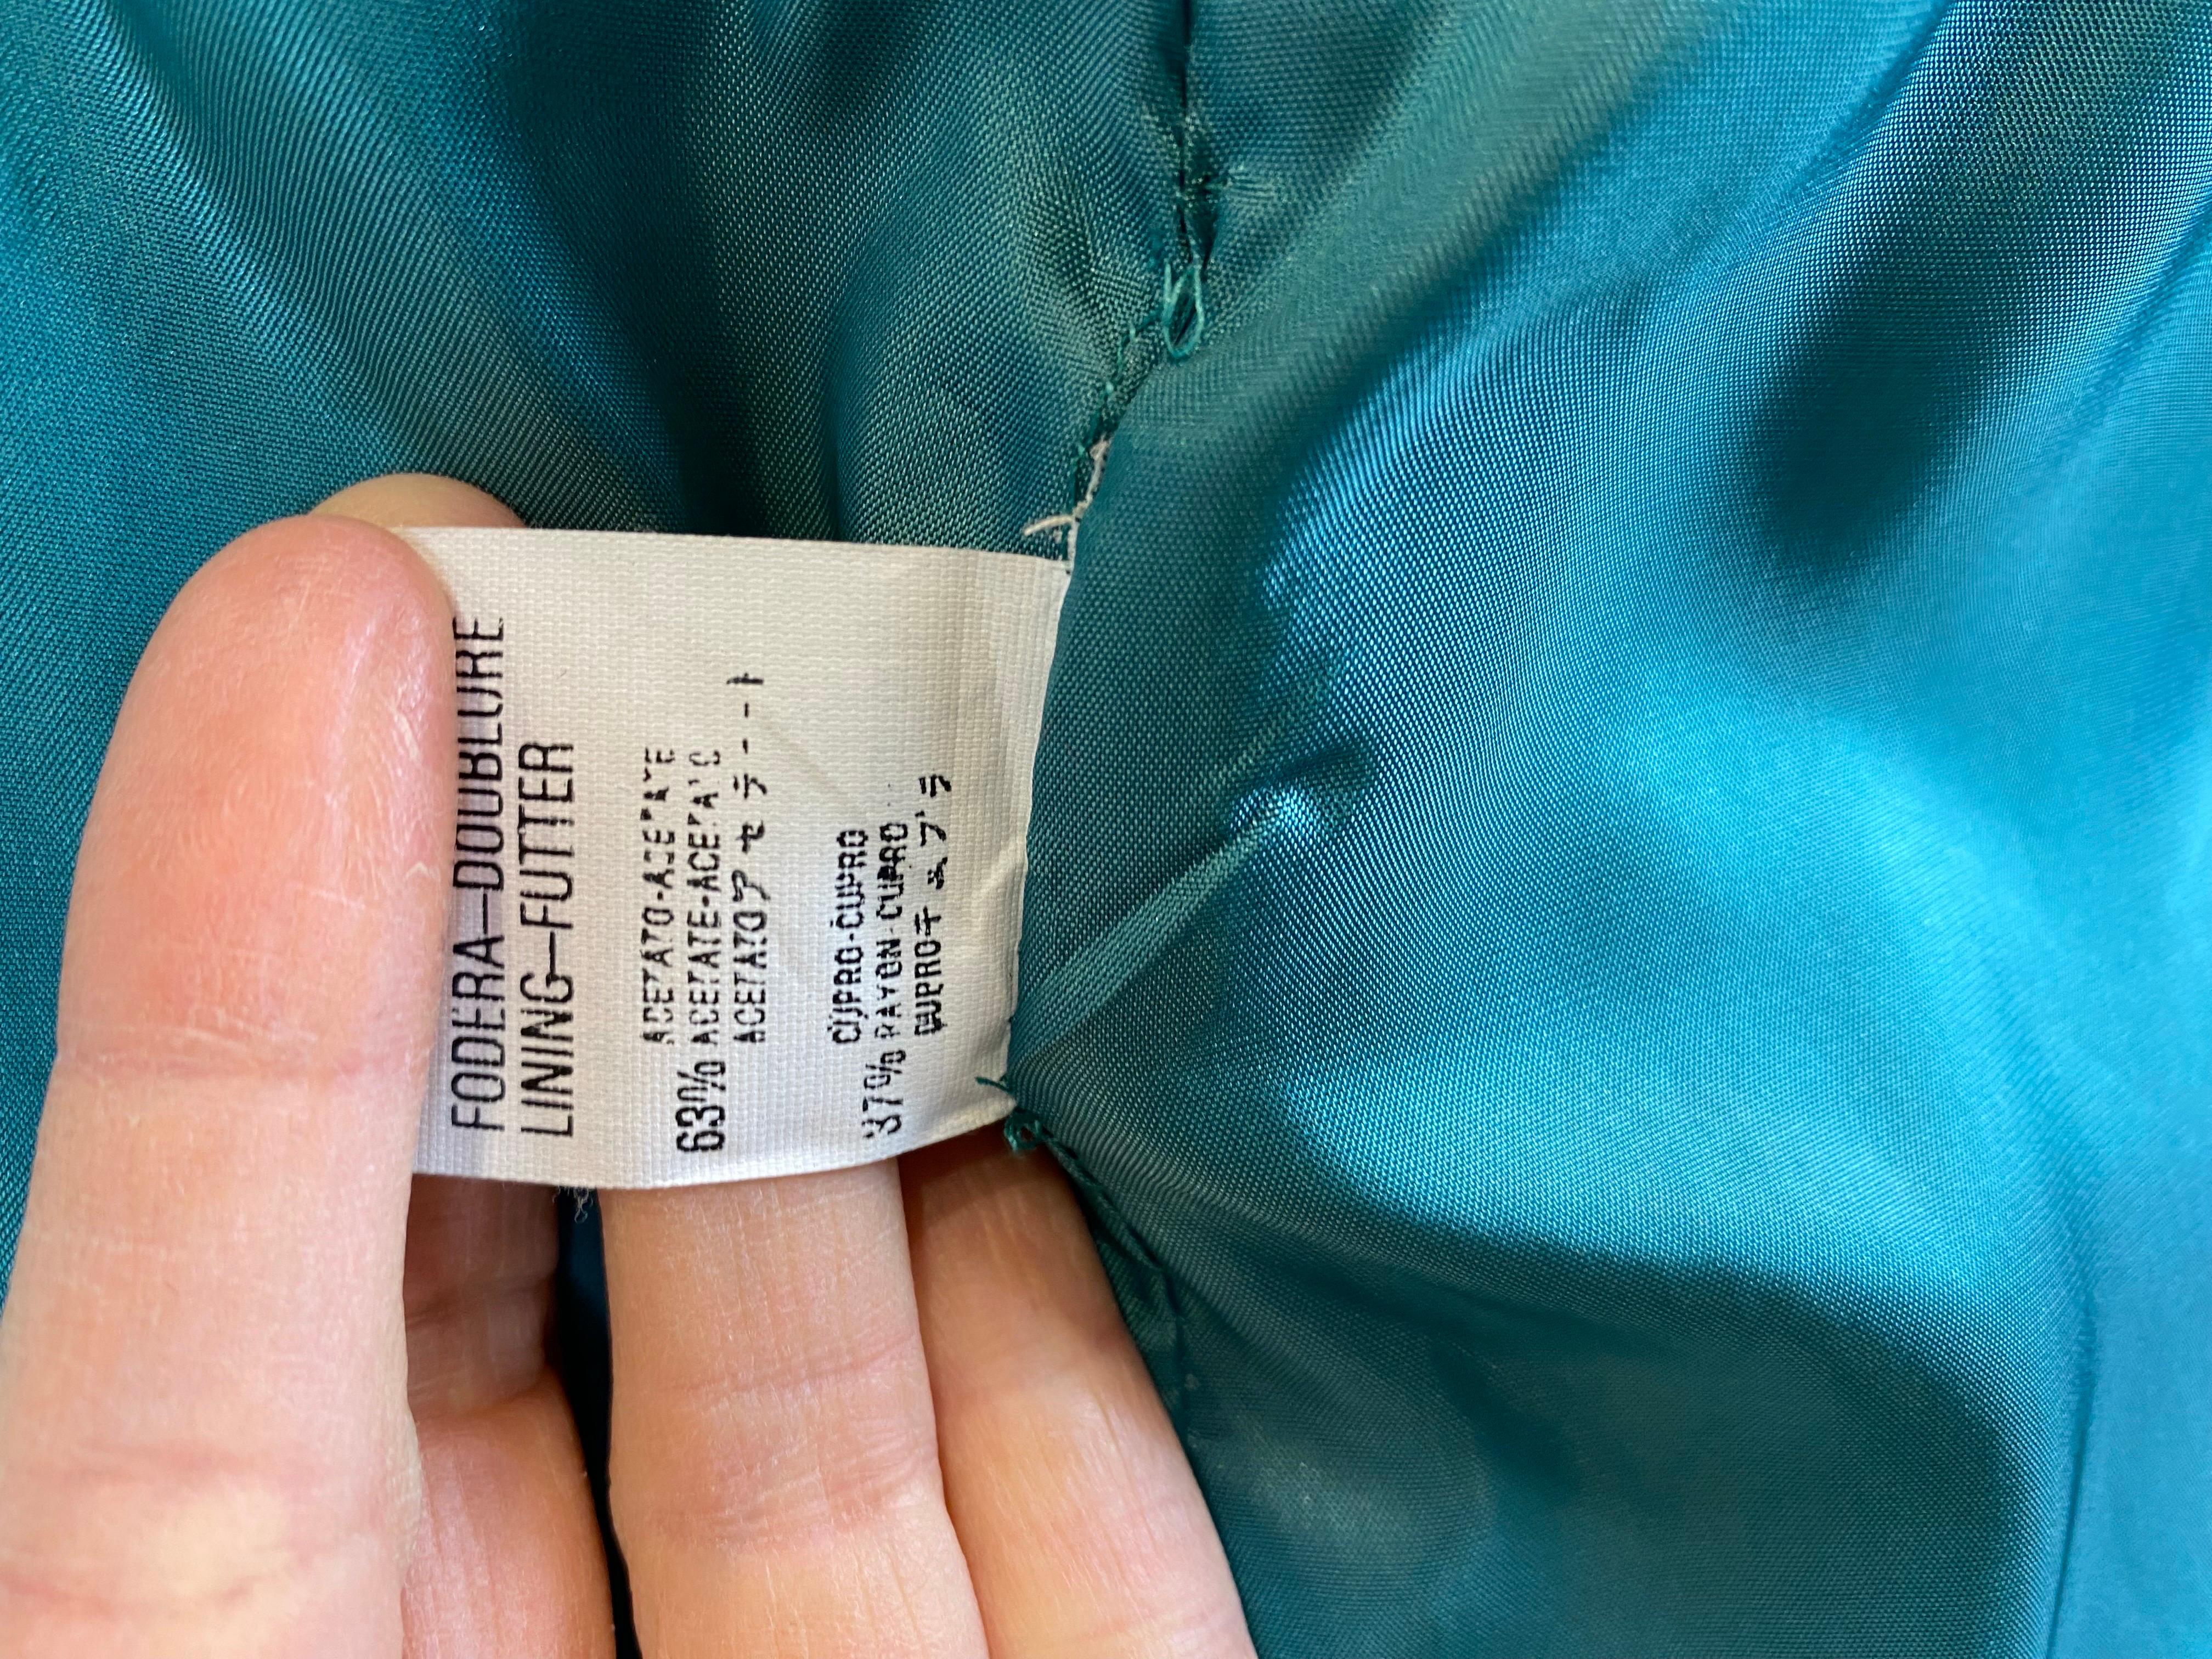 FODERA-DOUBLURE
LINING-FUTTER
ACETATO-ACETATE
63% ACETATE-ACETATO
ACETATOアセテート
CUPRO-CUPRO
37% RAYON-CUPRO
CUPROキュプラ